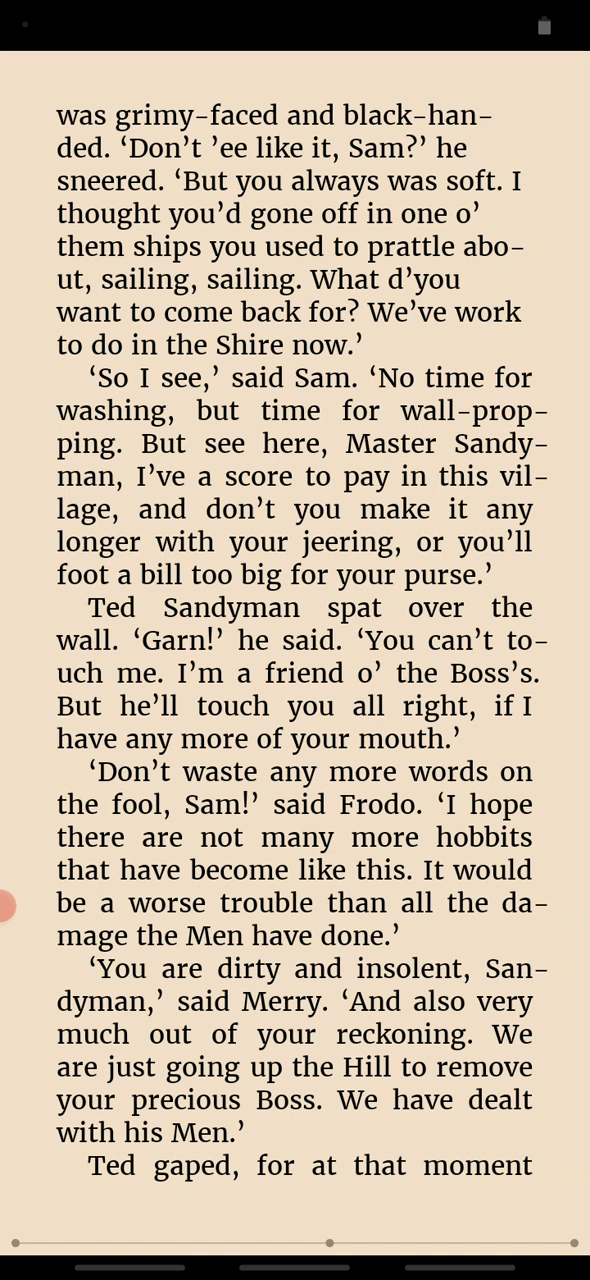 was grimy-faced and black-han-
ded. ‘Don’t ’ee like it, Sam?’ he
sneered. ‘But you always was soft. I
thought you’d gone off in one o’
them ships you used to prattle abo-
ut, sailing, sailing. What d’you
want to come back for? We’ve work
to do in the Shire now.’
‘So I see,’ said Sam. ‘No time for
washing, but time for wall-prop-
ping. But see here, Master Sandy-
man, I’ve a score to pay in this vil-
lage, and don’t you make it any
longer with your jeering, or you’ll
foot a bill too big for your purse.’
Ted Sandyman spat over the
wall. ‘Garn!’ he said. ‘You can’t to-
uch me. I’m a friend o’ the Boss’s.
But he’ll touch you all right, if I
have any more of your mouth.’
‘Don’t waste any more words on
the fool, Sam!’ said Frodo. ‘I hope
there are not many more hobbits
that have become like this. It would
be a worse trouble than all the da-
mage the Men have done.’
‘You are dirty and insolent, San-
dyman,’ said Merry. ‘And also very
much out of your reckoning. We
are just going up the Hill to remove
your precious Boss. We have dealt
with his Men.’
Ted gaped, for at that moment